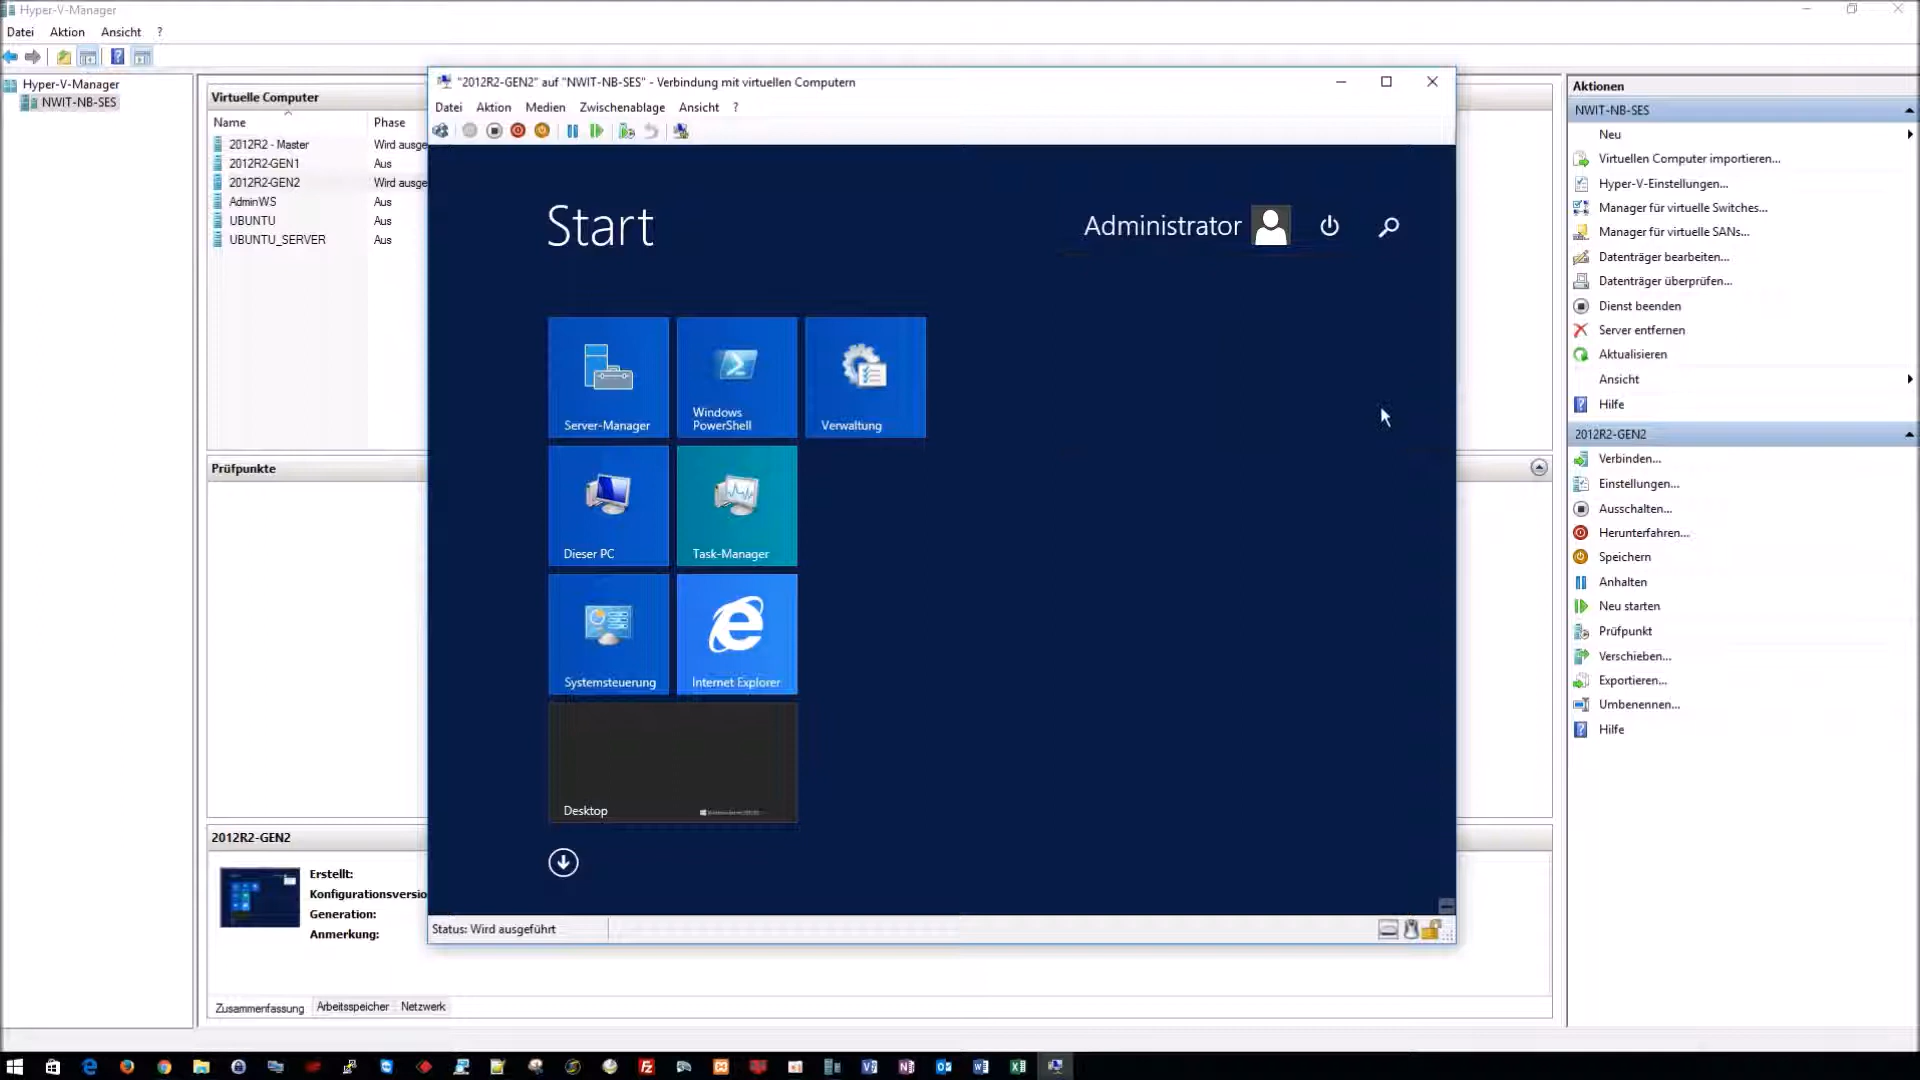 Hyper-V-Manager
Datei Aktion Ansicht ?
Hyper-V-Manager
NWIT-NB-SES
Virtuelle Computer
Name Phase
2012R2 - Master Wird ausge
2012R2-GEN1 Aus
2012R2-GEN2 Wird ausge
AdminWS Aus
UBUNTU Aus
UBUNTU_SERVER Aus
Prüfpunkte
2012R2-GEN2
Erstellt:
Konfigurationsversio
Generation:
Anmerkung:
Zusammenfassung Arbeitsspeicher Netzwerk
"2012R2-GEN2" auf "NWIT-NB-SES" - Verbindung mit virtuellen Computern
Datei Aktion Medien Zwischenablage Ansicht ?
Start
Administrator
Server-Manager
Windows
PowerShell
Verwaltung
Dieser PC
Task-Manager
Systemsteuerung
Internet Explorer
Desktop
Status: Wird ausgeführt
Aktionen
NWIT-NB-SES
Neu
Virtuellen Computer importieren...
Hyper-V-Einstellungen...
Manager für virtuelle Switches...
Manager für virtuelle SANs...
Datenträger bearbeiten...
Datenträger überprüfen...
Dienst beenden
Server entfernen
Aktualisieren
Ansicht
Hilfe
2012R2-GEN2
Verbinden...
Einstellungen...
Ausschalten...
Herunterfahren...
Speichern
Anhalten
Neu starten
Prüfpunkt
Verschieben...
Exportieren...
Umbenennen...
Hilfe